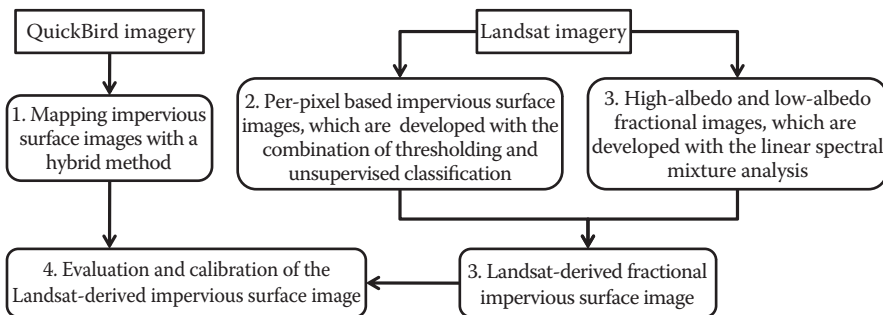 QuickBird imagery
Landsat imagery
1. Mapping impervious
surface images with a
hybrid method
2. Per-pixel based impervious surface
images, which are developed with the
combination of thresholding and
unsupervised classification
3. High-albedo and low-albedo
fractional images, which are
developed with the linear spectral
mixture analysis
4. Evaluation and calibration of the
Landsat-derived impervious surface image
3. Landsat-derived fractional
impervious surface image